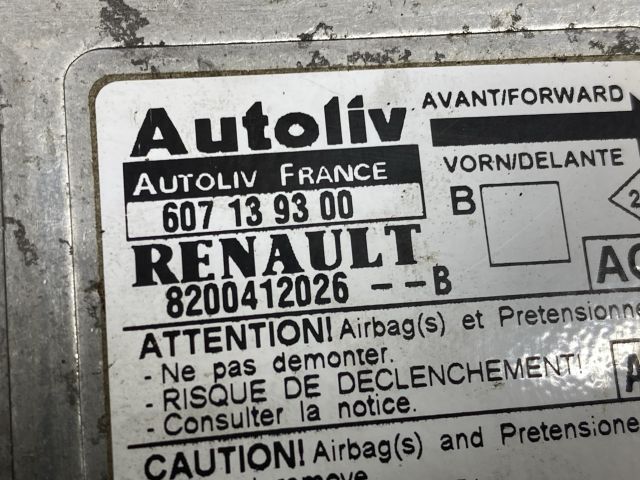 Autoliv
AVANT/FORWARD
AUTOLIV FRANCE
VORN/DELANTE
607 13 93 00
B
2
RENAULT
8200412026 --B
ATTENTION! Airbag(s) et Pretensionne
- Ne pas demonter.
- RISQUE DE DECLENCHEMENT!
- Consulter la notice.
A
CAUTION! Airbag(s) and Pretensione